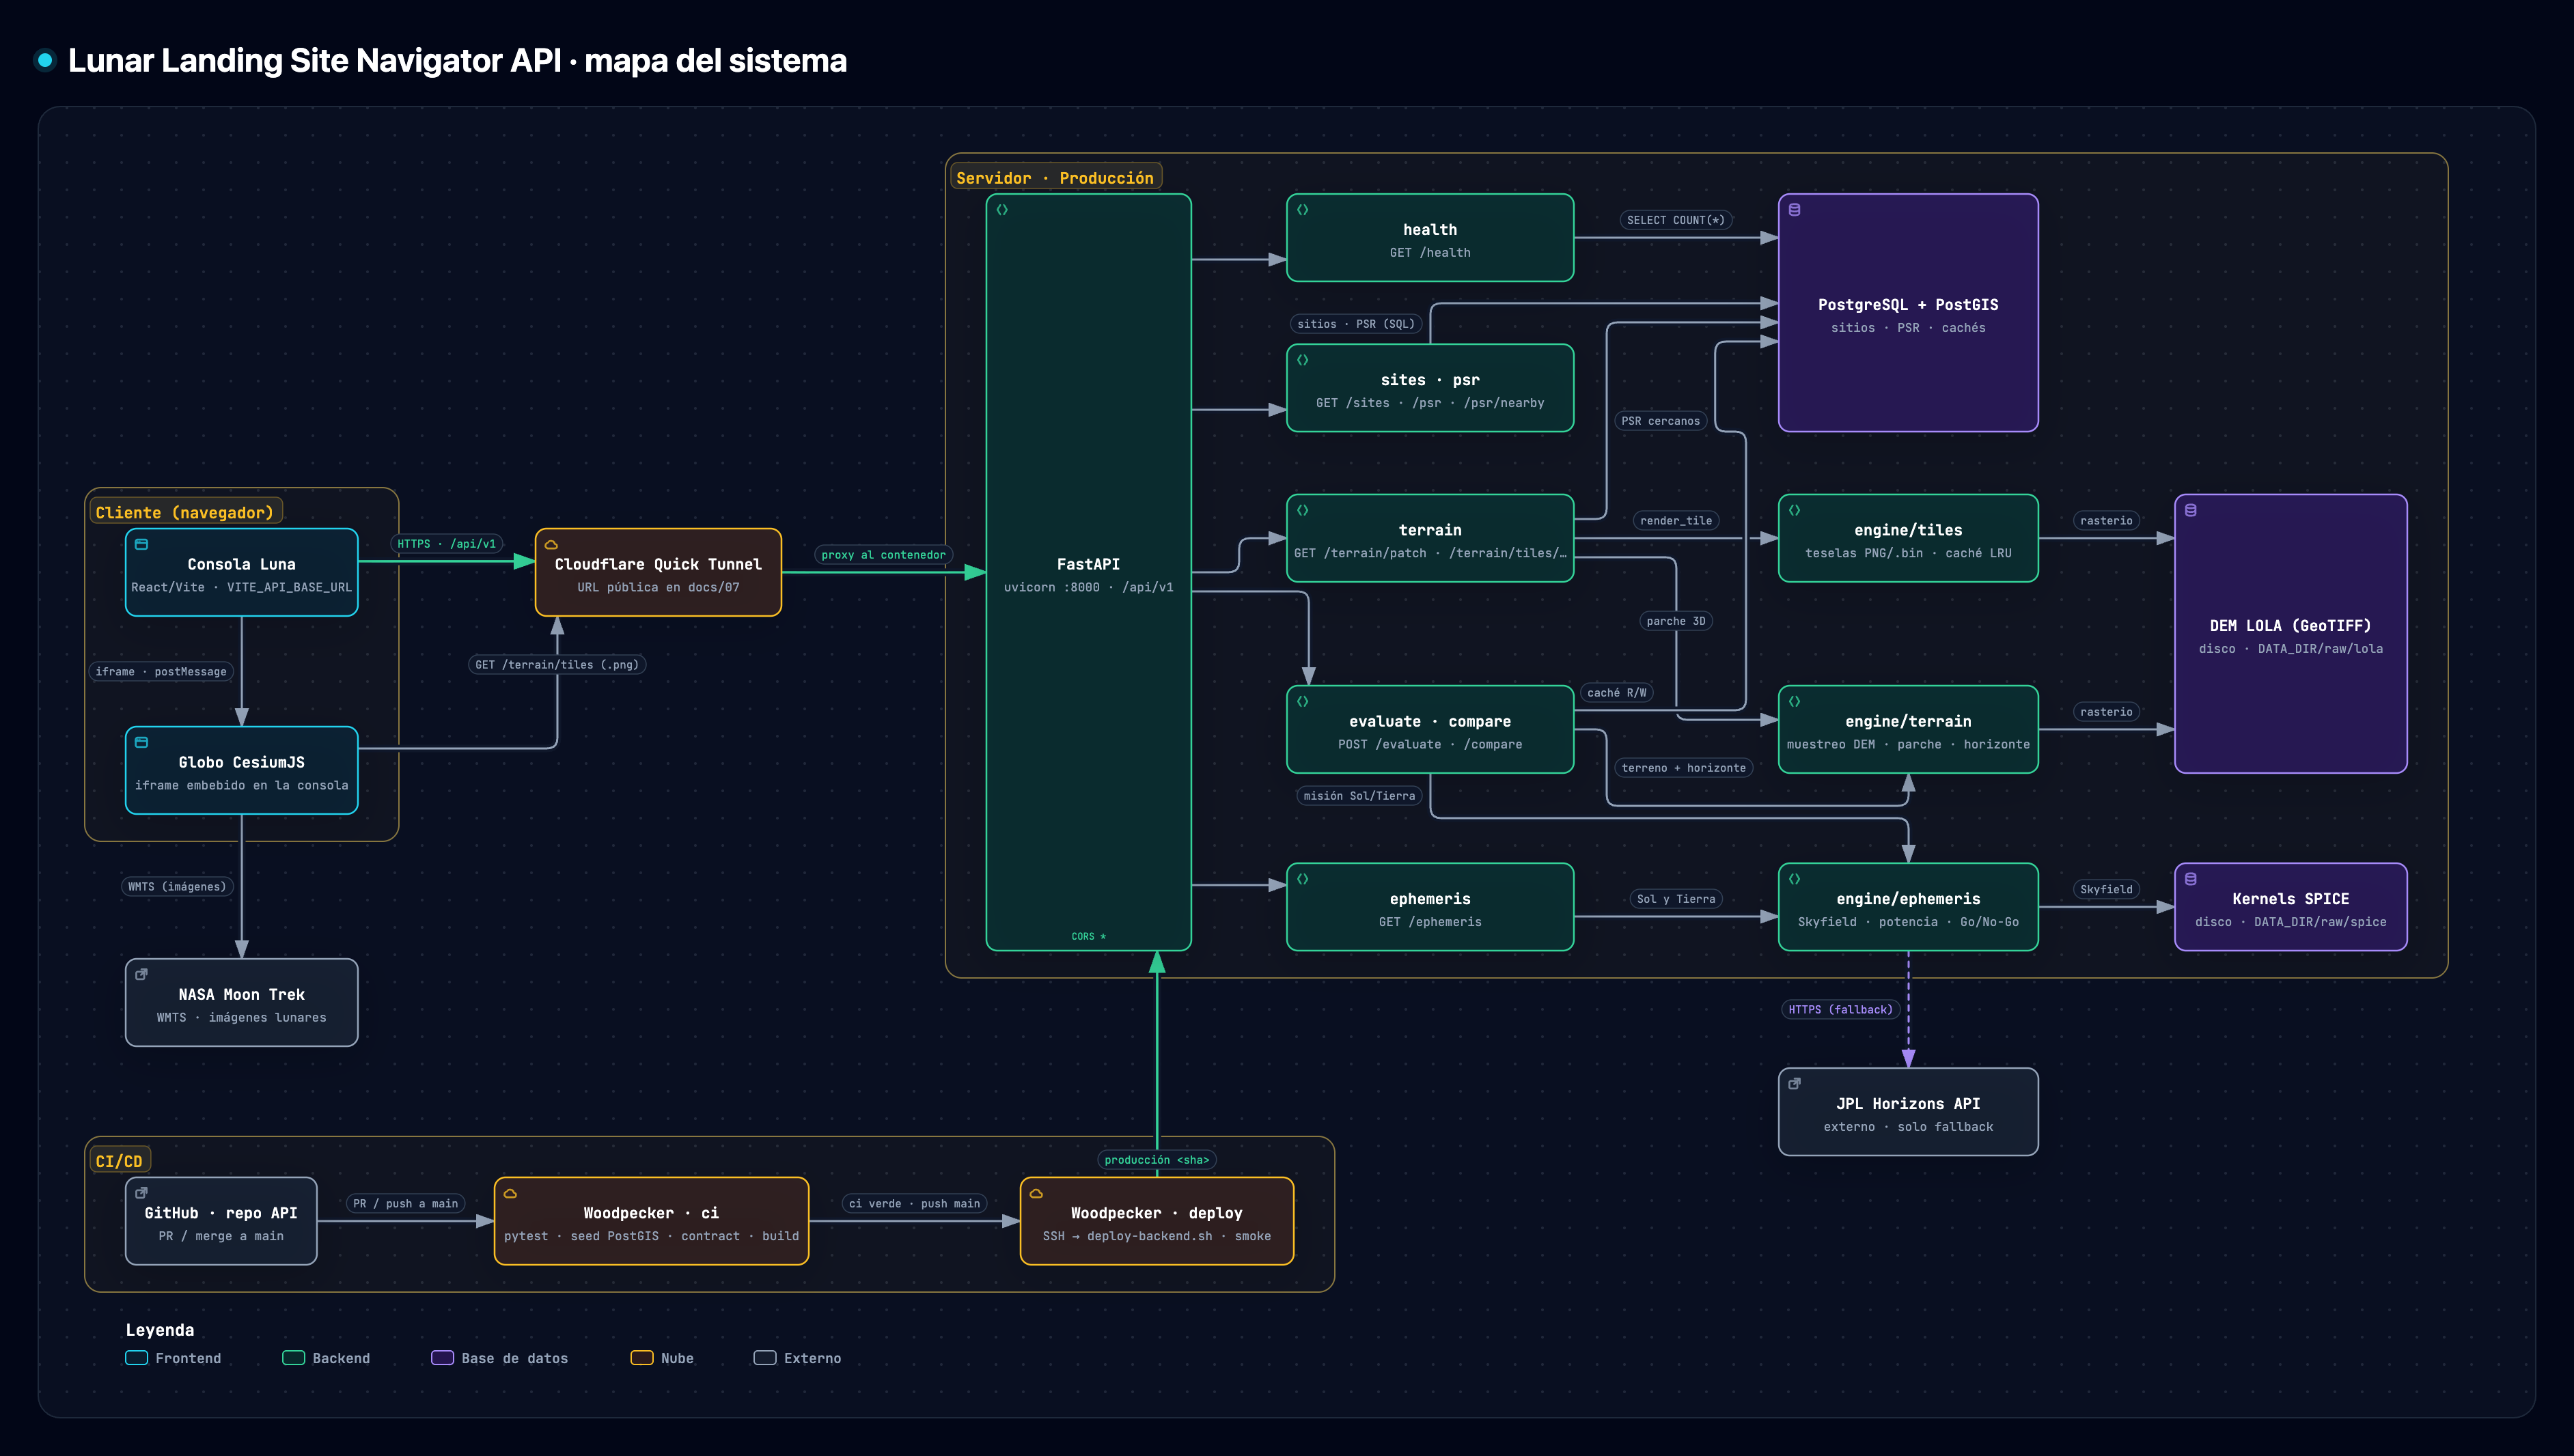 Lunar Landing Site Navigator API · mapa del sistema
Servidor · Producción
health
GET /health
SELECT COUNT(*)
PostgreSQL + PostGIS
sitios · PSR · cachés
sitios · PSR (SQL)
sites · psr
GET /sites · /psr · /psr/nearby
PSR cercanos
Cliente (navegador)
Consola Luna
React/Vite · VITE_API_BASE_URL
HTTPS · /api/v1
Cloudflare Quick Tunnel
URL pública en docs/07
proxy al contenedor
FastAPI
uvicorn :8000 · /api/v1
CORS *
terrain
GET /terrain/patch · /terrain/tiles/…
render_tile
engine/tiles
teselas PNG/.bin · caché LRU
rasterio
DEM LOLA (GeoTIFF)
disco · DATA_DIR/raw/lola
parche 3D
iframe · postMessage
GET /terrain/tiles (.png)
Globo CesiumJS
iframe embebido en la consola
caché R/W
evaluate · compare
POST /evaluate · /compare
engine/terrain
muestreo DEM · parche · horizonte
rasterio
terreno + horizonte
misión Sol/Tierra
WMTS (imágenes)
ephemeris
GET /ephemeris
Sol y Tierra
engine/ephemeris
Skyfield · potencia · Go/No-Go
Skyfield
Kernels SPICE
disco · DATA_DIR/raw/spice
NASA Moon Trek
WMTS · imágenes lunares
HTTPS (fallback)
JPL Horizons API
externo · solo fallback
CI/CD
producción <sha>
GitHub · repo API
PR / merge a main
PR / push a main
Woodpecker · ci
pytest · seed PostGIS · contract · build
ci verde · push main
Woodpecker · deploy
SSH → deploy-backend.sh · smoke
Leyenda
Frontend
Backend
Base de datos
Nube
Externo